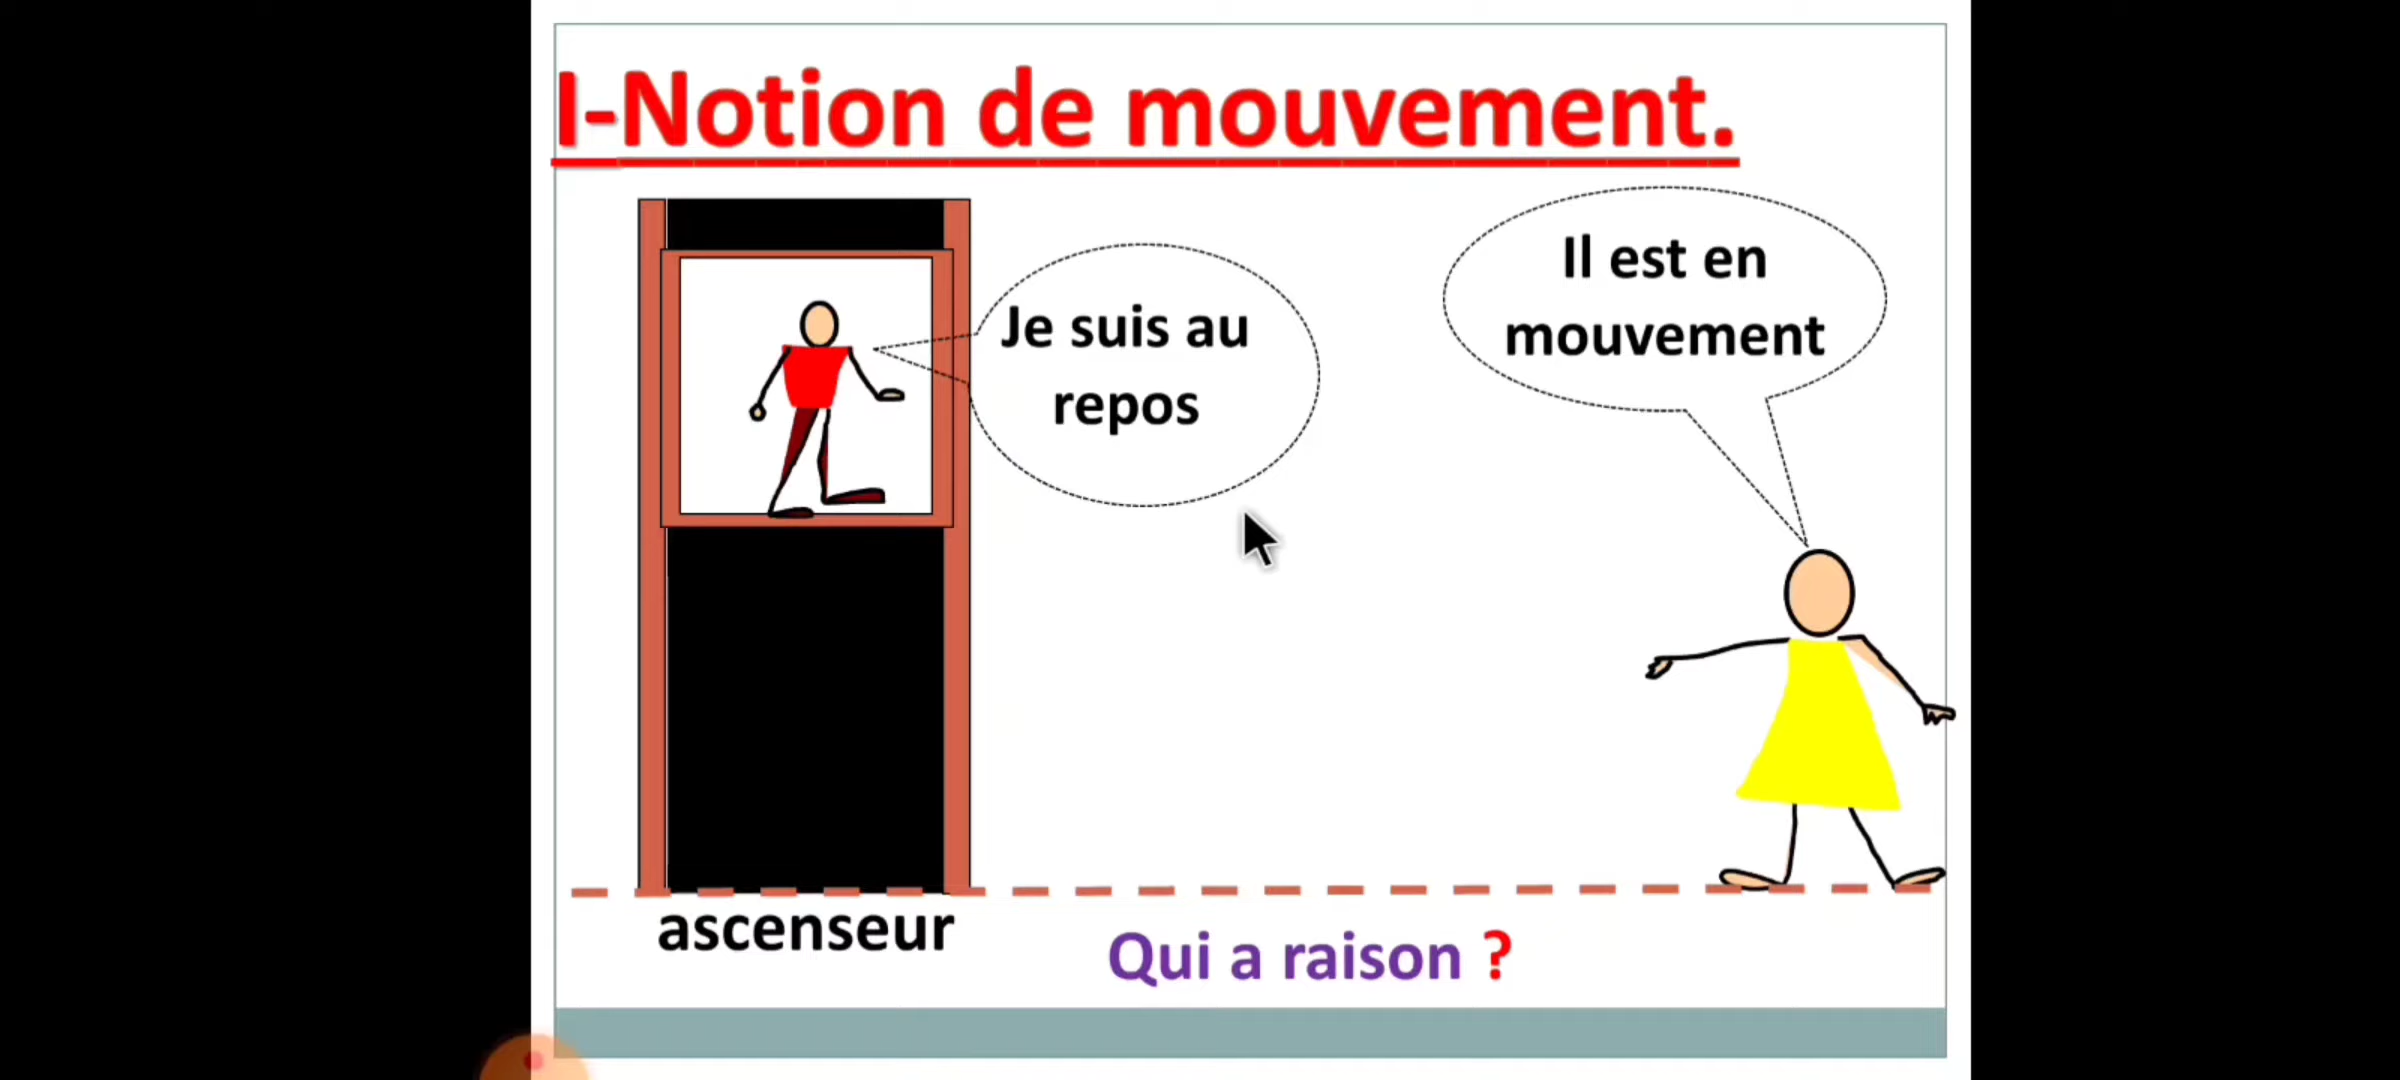 I-Notion de mouvement.
Je suis au
repos
Il est en
mouvement
ascenseur
Qui a raison ?